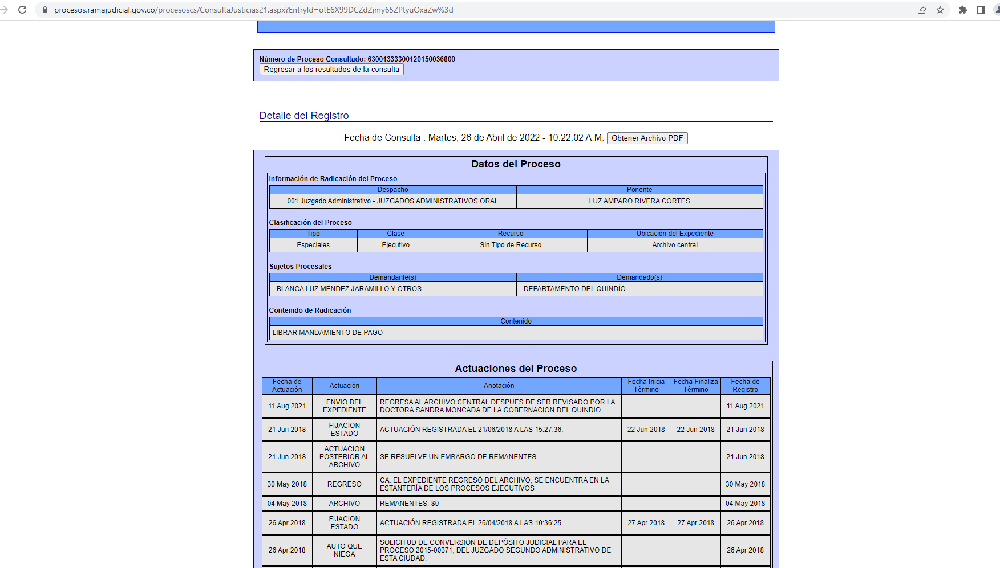 procesos.ramajudicial.gov.co/procesoscs/ConsultaJusticias21.aspx?EntryId=otE6X99DCZdZjmy65ZPtyuOxaZw%3d
Número de Proceso Consultado: 63001333300120150036800
Regresar a los resultados de la consulta
Detalle del Registro
Fecha de Consulta : Martes, 26 de Abril de 2022 - 10:22:02 A.M. Obtener Archivo PDF
Datos del Proceso
Información de Radicación del Proceso
Despacho Ponente
001 Juzgado Administrativo - JUZGADOS ADMINISTRATIVOS ORAL LUZ AMPARO RIVERA CORTÉS
Clasificación del Proceso
Tipo Clase Recurso Ubicación del Expediente
Especiales Ejecutivo Sin Tipo de Recurso Archivo central
Sujetos Procesales
Demandante(s) Demandado(s)
- BLANCA LUZ MENDEZ JARAMILLO Y OTROS - DEPARTAMENTO DEL QUINDÍO
Contenido de Radicación
Contenido
LIBRAR MANDAMIENTO DE PAGO
Actuaciones del Proceso
Fecha de Actuación Actuación Anotación Fecha Inicia Término Fecha Finaliza Término Fecha de Registro
11 Aug 2021 ENVIO DEL EXPEDIENTE REGRESA AL ARCHIVO CENTRAL DESPUES DE SER REVISADO POR LA DOCTORA SANDRA MONCADA DE LA GOBERNACION DEL QUINDIO 11 Aug 2021
21 Jun 2018 FIJACION ESTADO ACTUACIÓN REGISTRADA EL 21/06/2018 A LAS 15:27:36. 22 Jun 2018 22 Jun 2018 21 Jun 2018
21 Jun 2018 ACTUACION POSTERIOR AL ARCHIVO SE RESUELVE UN EMBARGO DE REMANENTES 21 Jun 2018
30 May 2018 REGRESO CA: EL EXPEDIENTE REGRESÓ DEL ARCHIVO, SE ENCUENTRA EN LA ESTANTERÍA DE LOS PROCESOS EJECUTIVOS 30 May 2018
04 May 2018 ARCHIVO REMANENTES: $0 04 May 2018
26 Apr 2018 FIJACION ESTADO ACTUACIÓN REGISTRADA EL 26/04/2018 A LAS 10:36:25. 27 Apr 2018 27 Apr 2018 26 Apr 2018
26 Apr 2018 AUTO QUE NIEGA SOLICITUD DE CONVERSIÓN DE DEPÓSITO JUDICIAL PARA EL PROCESO 2015-00371, DEL JUZGADO SEGUNDO ADMINISTRATIVO DE ESTA CIUDAD. 26 Apr 2018